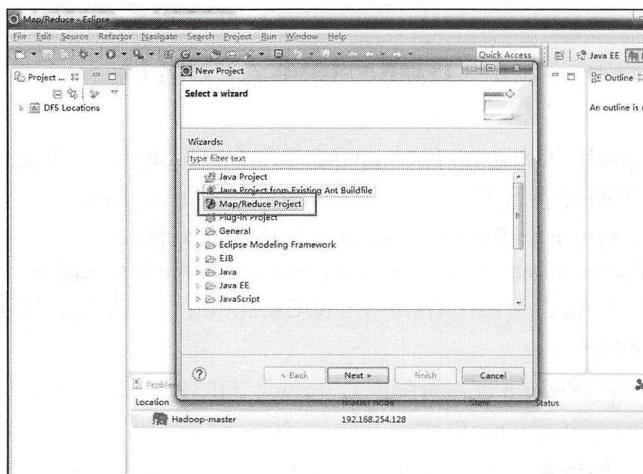 Map/Reduce - Eclipse
File Edit Source Refactor Navigate Search Project Run Window Help
Quick Access
Java EE
Project ...
DFS Locations
Outline
An outline is
New Project
Select a wizard
Wizards:
type filter text
Java Project
Java Project from Existing Ant Buildfile
Map/Reduce Project
Plug-in Project
General
Eclipse Modeling Framework
EJB
Java
Java EE
JavaScript
< Back
Next >
Finish
Cancel
Location
Master node
State
Status
Hadoop-master
192.168.254.128